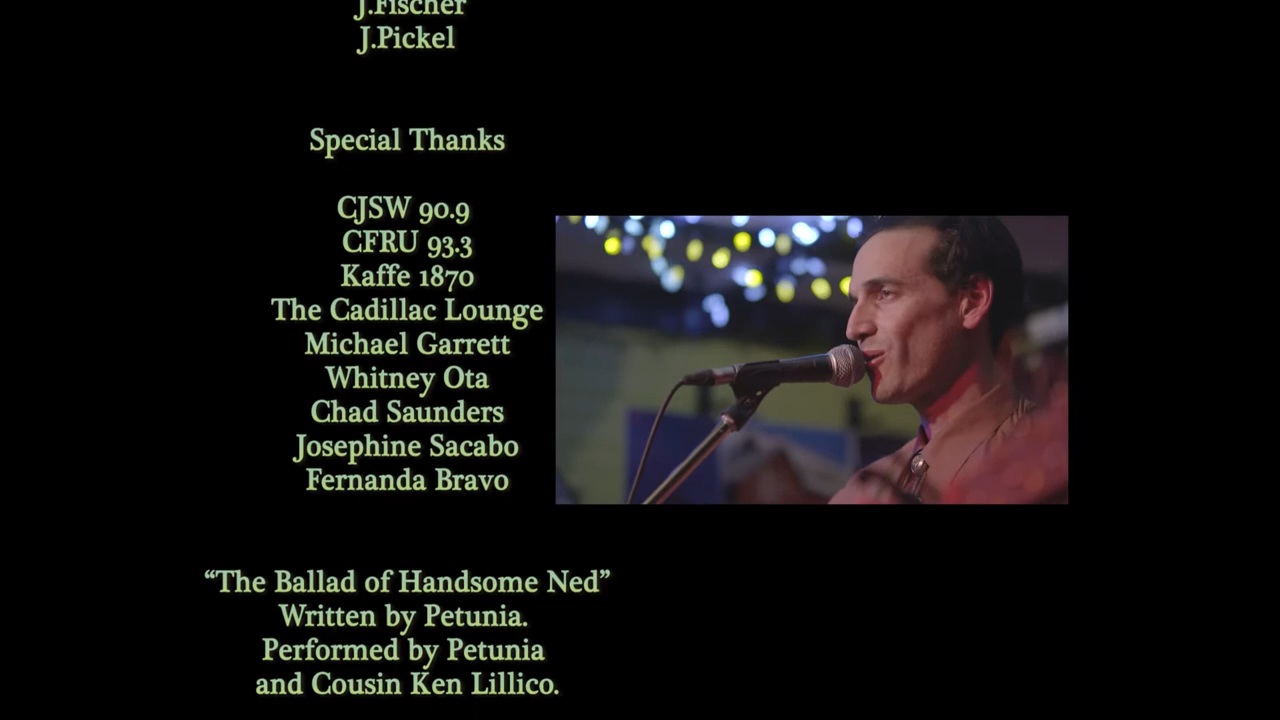 J.Fischer
J.Pickel
Special Thanks
CJSW 90.9
CFRU 93.3
Kaffe 1870
The Cadillac Lounge
Michael Garrett
Whitney Ota
Chad Saunders
Josephine Sacabo
Fernanda Bravo
“The Ballad of Handsome Ned”
Written by Petunia.
Performed by Petunia
and Cousin Ken Lillico.